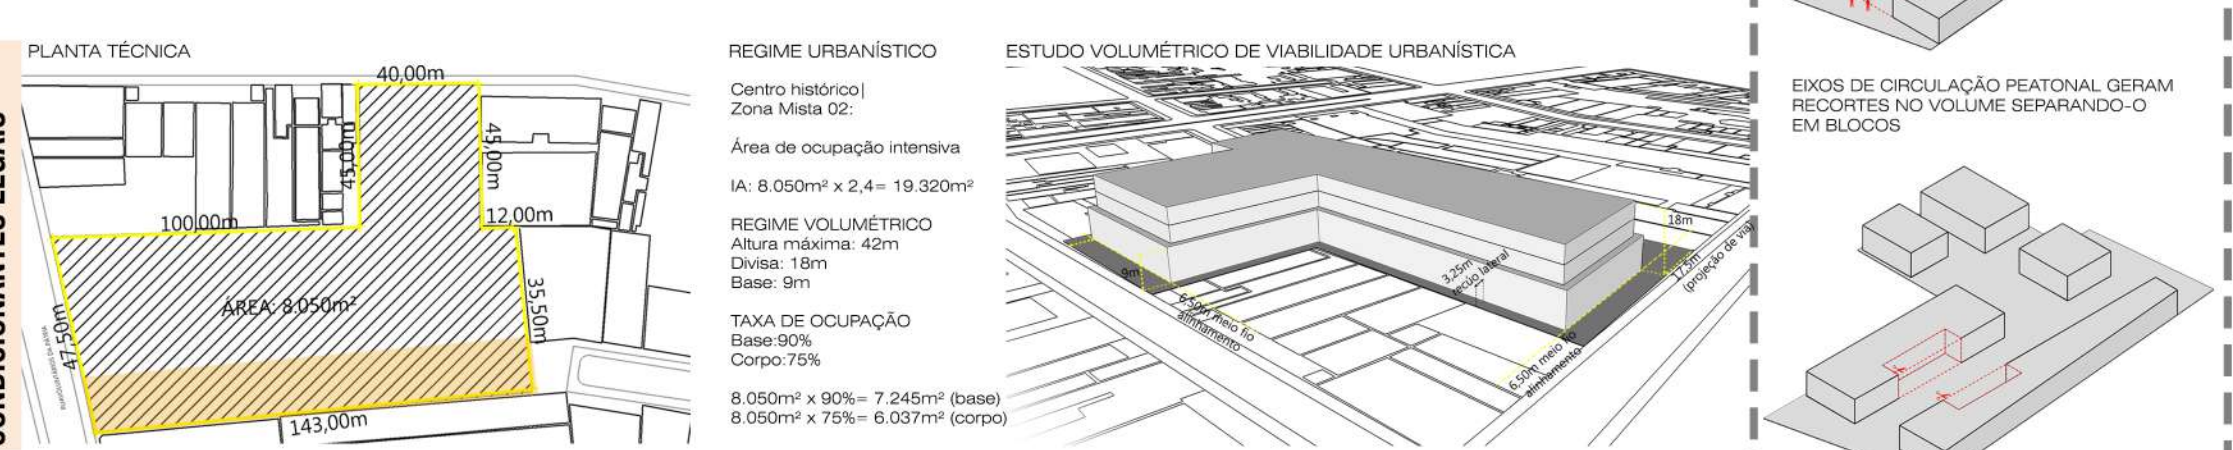 PLANTA TÉCNICA
40,00m
45,00m
45,00m
100,00m
12,00m
ÁREA: 8.050m²
35,50m
47,50m
143,00m
REGIME URBANÍSTICO
Centro histórico|
Zona Mista 02:
Área de ocupação intensiva
IA: 8.050m² x 2,4= 19.320m²
REGIME VOLUMÉTRICO
Altura máxima: 42m
Divisa: 18m
Base: 9m
TAXA DE OCUPAÇÃO
Base:90%
Corpo:75%
8.050m² x 90%= 7.245m² (base)
8.050m² x 75%= 6.037m² (corpo)
ESTUDO VOLUMÉTRICO DE VIABILIDADE URBANÍSTICA
18m
17,5m
(projeção de via)
3,25m
recúo lateral
9m
6,50m meio fio
alinhamento
6,50m meio fio
alinhamento
EIXOS DE CIRCULAÇÃO PEATONAL GERAM
RECORTES NO VOLUME SEPARANDO-O
EM BLOCOS